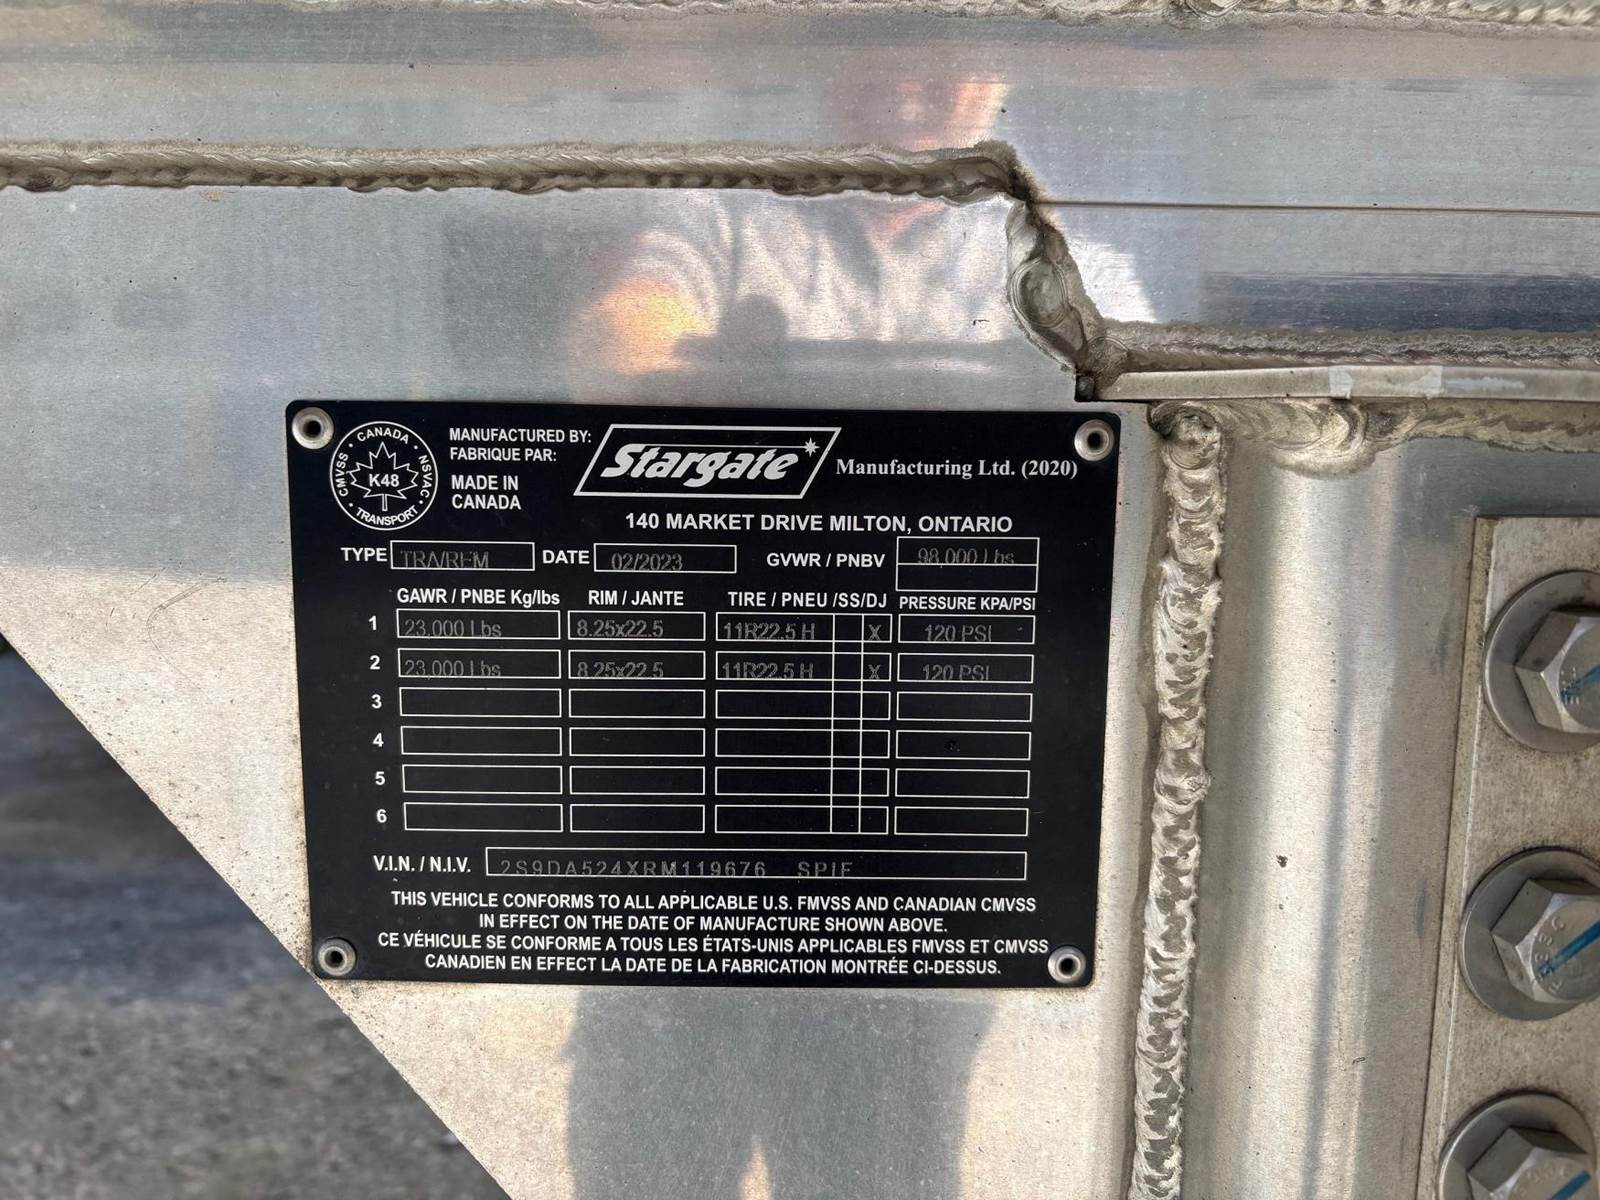 CANADA
CMVSS • NSVAC
K48
TRANSPORT
MANUFACTURED BY:
FABRIQUE PAR:
MADE IN
CANADA
Stargate
Manufacturing Ltd. (2020)
140 MARKET DRIVE MILTON, ONTARIO
TYPE TRA/REM DATE 02/2023 GVWR / PNBV 98,000 Lbs
GAWR / PNBE Kg/lbs RIM / JANTE TIRE / PNEU /SS/DJ PRESSURE KPA/PSI
1 23,000 Lbs 8.25x22.5 11R22.5 H X 120 PSI
2 23,000 Lbs 8.25x22.5 11R22.5 H X 120 PSI
3
4
5
6
V.I.N. / N.I.V. 2S9DA524XRM119676 SPIF
THIS VEHICLE CONFORMS TO ALL APPLICABLE U.S. FMVSS AND CANADIAN CMVSS
IN EFFECT ON THE DATE OF MANUFACTURE SHOWN ABOVE.
CE VÉHICULE SE CONFORME A TOUS LES ÉTATS-UNIS APPLICABLES FMVSS ET CMVSS
CANADIEN EN EFFECT LA DATE DE LA FABRICATION MONTRÉE CI-DESSUS.